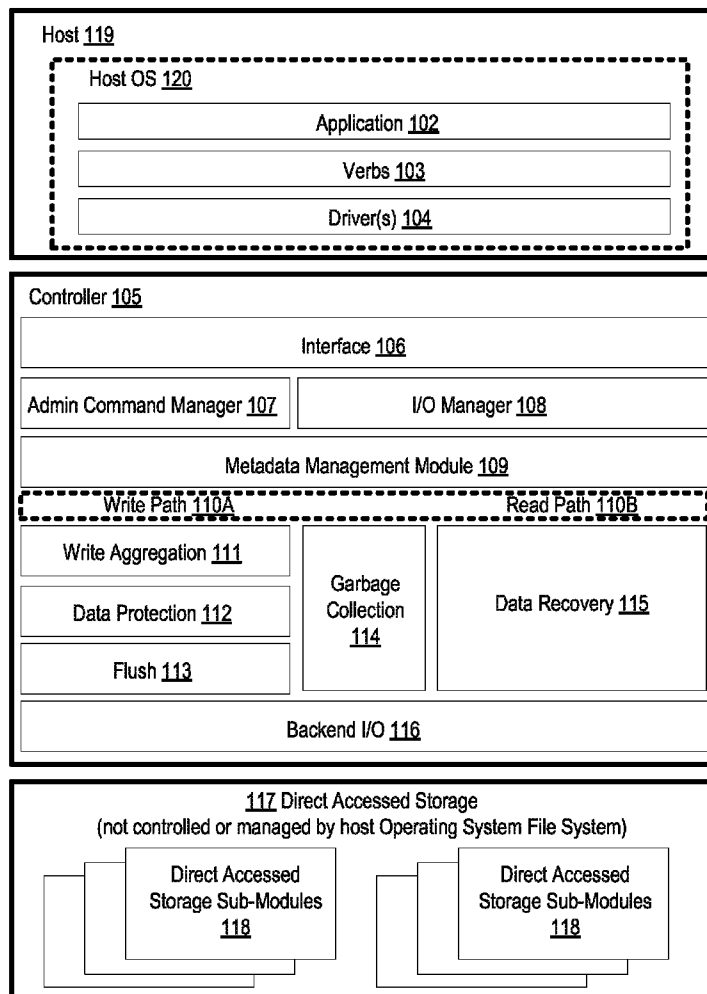 Host 119
Host OS 120
Application 102
Verbs 103
Driver(s) 104
Controller 105
Interface 106
Admin Command Manager 107
I/O Manager 108
Metadata Management Module 109
Write Path 110A
Read Path 110B
Write Aggregation 111
Data Protection 112
Flush 113
Garbage
Collection
114
Data Recovery 115
Backend I/O 116
117 Direct Accessed Storage
(not controlled or managed by host Operating System File System)
Direct Accessed
Storage Sub-Modules
118
Direct Accessed
Storage Sub-Modules
118